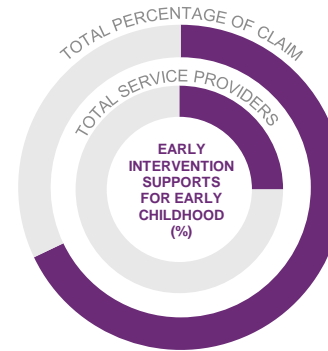 TOTAL PERCENTAGE OF CLAIM
TOTAL SERVICE PROVIDERS
EARLY
INTERVENTION
SUPPORTS
FOR EARLY
CHILDHOOD
(%)